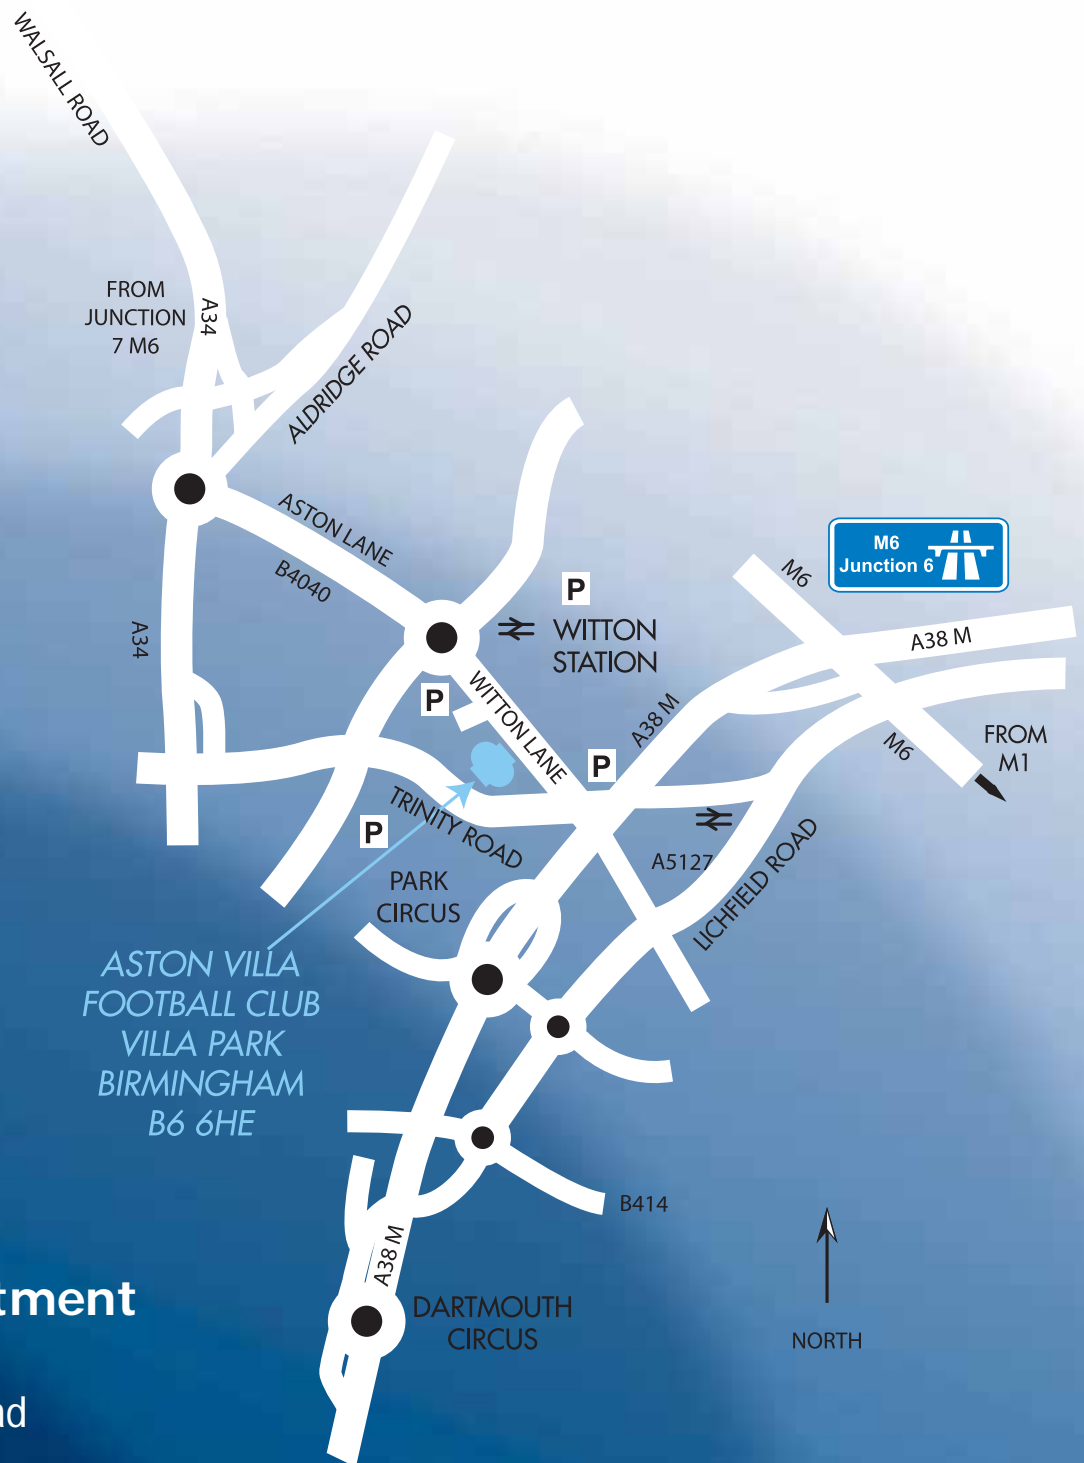 WALSALL ROAD
FROM
JUNCTION
7 M6
A34
ALDRIDGE ROAD
ASTON LANE
B4040
A34
P
WITTON
STATION
M6
Junction 6
M6
A38 M
WITTON LANE
P
A38 M
M6
FROM
M1
P
TRINITY ROAD
P
A5127
LICHFIELD ROAD
PARK
CIRCUS
ASTON VILLA
FOOTBALL CLUB
VILLA PARK
BIRMINGHAM
B6 6HE
B414
A38 M
DARTMOUTH
CIRCUS
NORTH
tment